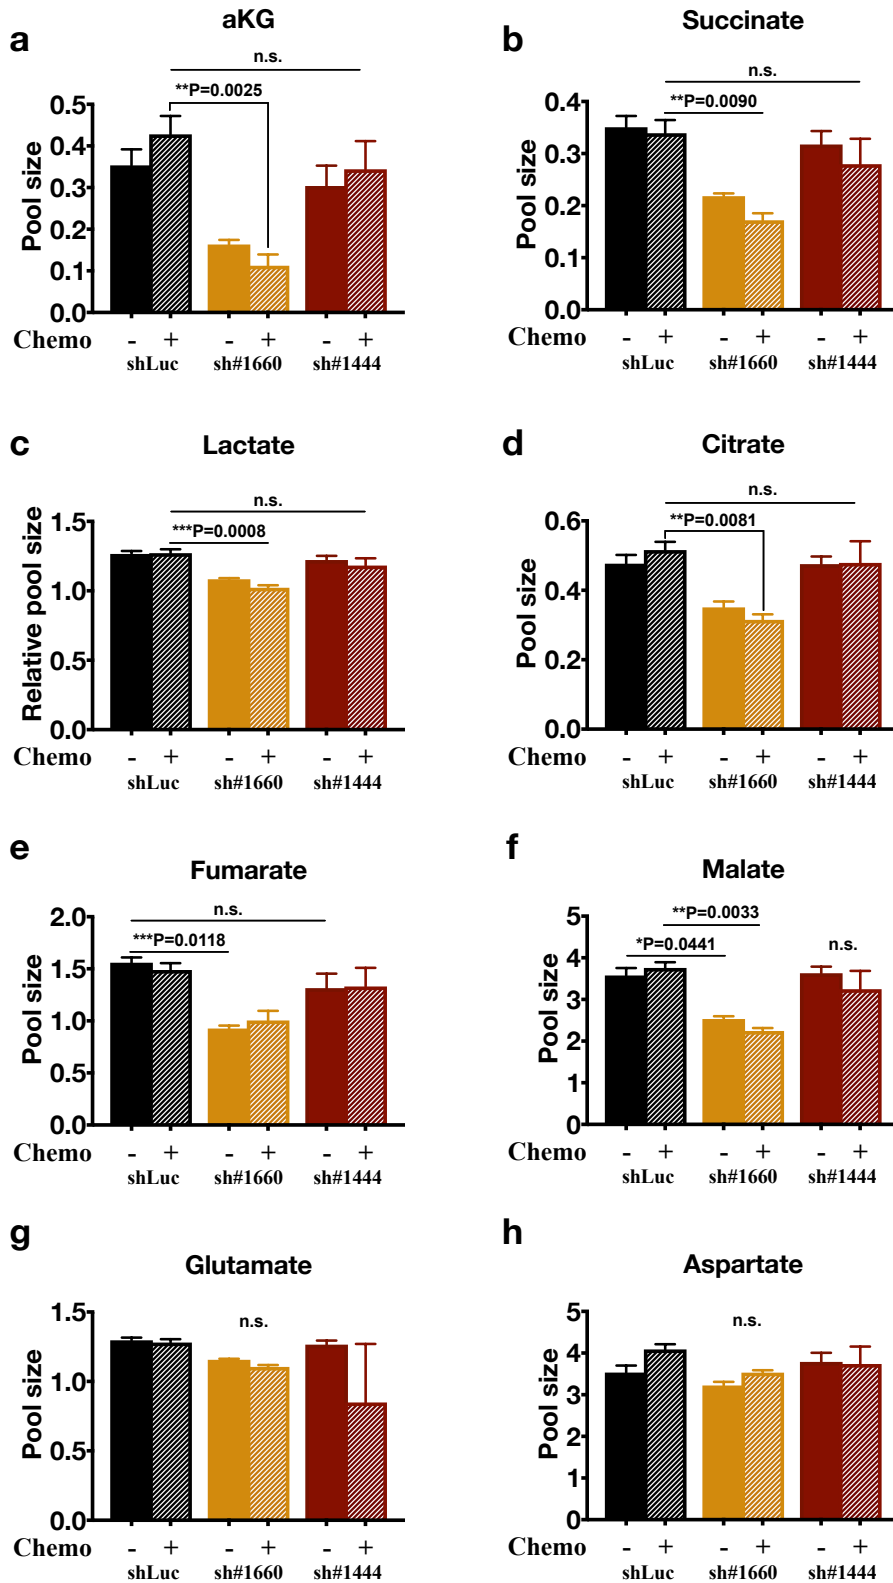 a
aKG
n.s.
**P=0.0025
Pool size
0.5
0.4
0.3
0.2
0.1
0.0
Chemo - + - + - +
shLuc sh#1660 sh#1444
b
Succinate
n.s.
**P=0.0090
Pool size
0.4
0.3
0.2
0.1
0.0
Chemo - + - + - +
shLuc sh#1660 sh#1444
c
Lactate
n.s.
***P=0.0008
Relative pool size
1.5
1.0
0.5
0.0
Chemo - + - + - +
shLuc sh#1660 sh#1444
d
Citrate
n.s.
**P=0.0081
Pool size
0.6
0.4
0.2
0.0
Chemo - + - + - +
shLuc sh#1660 sh#1444
e
Fumarate
n.s.
***P=0.0118
Pool size
2.0
1.5
1.0
0.5
0.0
Chemo - + - + - +
shLuc sh#1660 sh#1444
f
Malate
**P=0.0033
*P=0.0441
n.s.
Pool size
5
4
3
2
1
0
Chemo - + - + - +
shLuc sh#1660 sh#1444
g
Glutamate
n.s.
Pool size
1.5
1.0
0.5
0.0
Chemo - + - + - +
shLuc sh#1660 sh#1444
h
Aspartate
n.s.
Pool size
5
4
3
2
1
0
Chemo - + - + - +
shLuc sh#1660 sh#1444